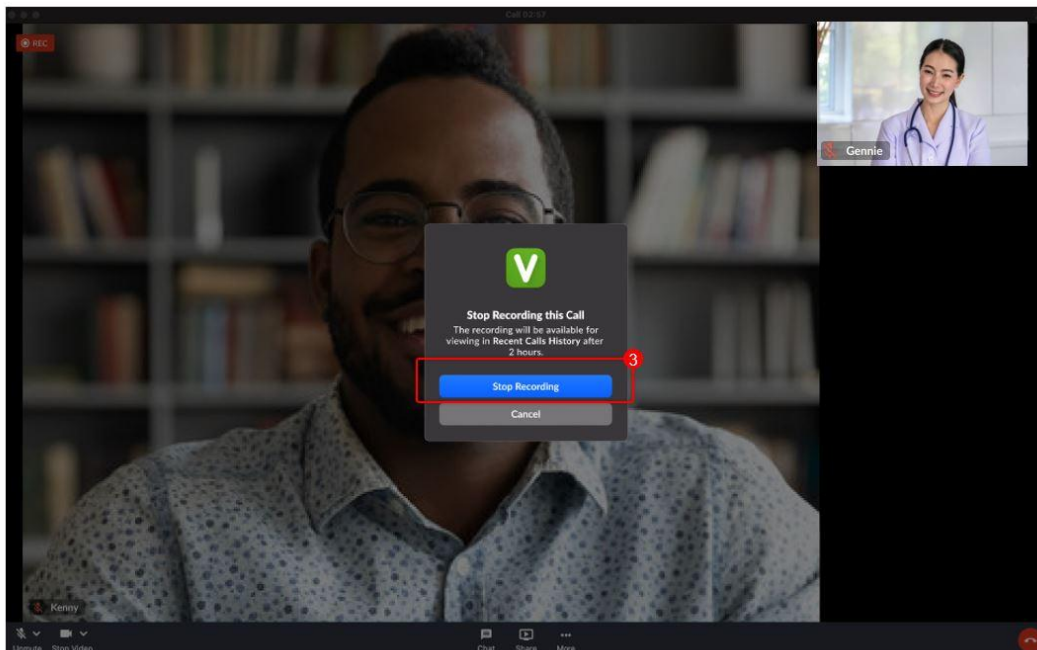 Call 02:57
REC
Gennie
V
Stop Recording this Call
The recording will be available for
viewing in Recent Calls History after
2 hours.
3
Stop Recording
Cancel
Kenny
Unmute Stop Video Chat Share More